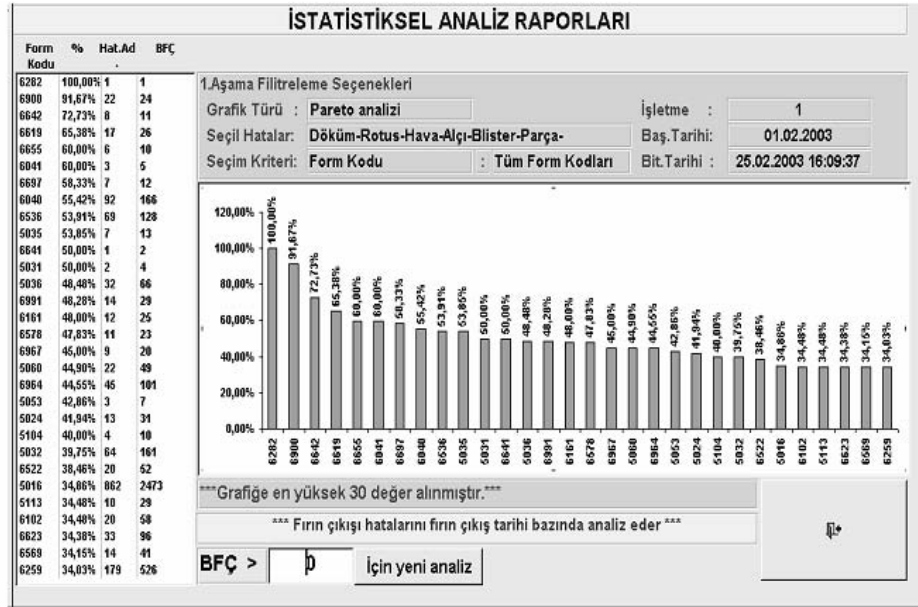 İSTATİSTİKSEL ANALİZ RAPORLARI
Form Kodu % Hat.Ad. BFÇ
6282 100,00% 1 1
6900 91,67% 22 24
6642 72,73% 8 11
6619 65,38% 17 26
6655 60,00% 6 10
6041 60,00% 3 5
6697 58,33% 7 12
6040 55,42% 92 166
6536 53,91% 69 128
5035 53,85% 7 13
6641 50,00% 1 2
5031 50,00% 2 4
5036 48,48% 32 66
6991 48,28% 14 29
6161 48,00% 12 25
6578 47,83% 11 23
6967 45,00% 9 20
5060 44,90% 22 49
6964 44,55% 45 101
5053 42,86% 3 7
5024 41,94% 13 31
5104 40,00% 4 10
5032 39,75% 64 161
6522 38,46% 20 52
5016 34,86% 862 2473
5113 34,48% 10 29
6102 34,48% 20 58
6623 34,38% 33 96
6569 34,15% 14 41
6259 34,03% 179 526
1.Aşama Filitreleme Seçenekleri
Grafik Türü : Pareto analizi İşletme : 1
Seçil Hatalar: Döküm-Rotus-Hava-Alçı-Blister-Parça- Baş.Tarihi: 01.02.2003
Seçim Kriteri: Form Kodu : Tüm Form Kodları Bit.Tarihi : 25.02.2003 16:09:37
120,00%
100,00%
80,00%
60,00%
40,00%
20,00%
0,00%
100,00% 91,67% 72,73% 65,38% 60,00% 60,00% 58,33% 55,42% 53,91% 53,85% 50,00% 50,00% 48,48% 48,28% 48,00% 47,83% 45,00% 44,90% 44,55% 42,86% 41,94% 40,00% 39,75% 38,46% 34,86% 34,48% 34,48% 34,38% 34,15% 34,03%
6282 6900 6642 6619 6655 6041 6697 6040 6536 5035 5031 6641 5036 6991 6161 6578 6967 5060 6964 5053 5024 5104 5032 6522 5016 6102 5113 6623 6569 6259
***Grafiğe en yüksek 30 değer alınmıştır.***
*** Fırın çıkışı hatalarını fırın çıkış tarihi bazında analiz eder ***
BFÇ > 0 İçin yeni analiz